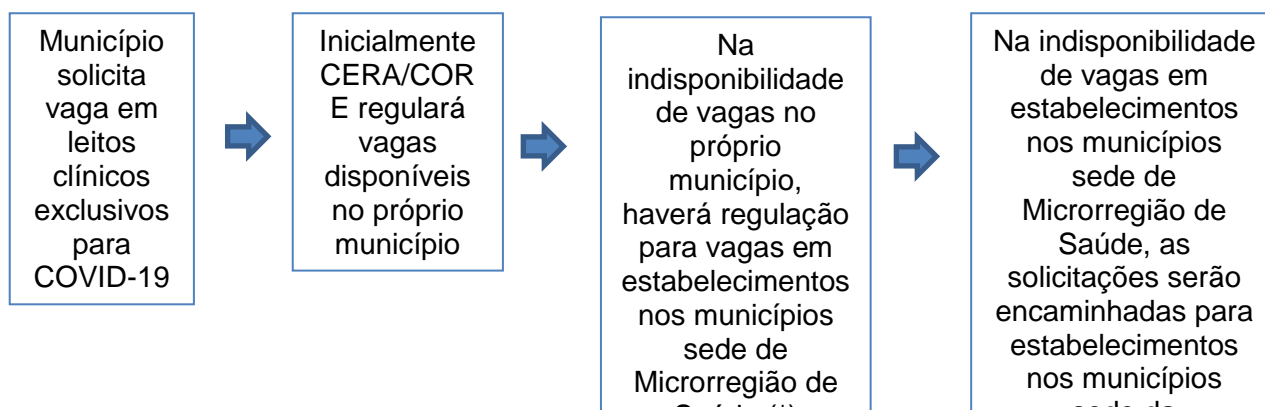 Município
solicita
vaga em
leitos
clínicos
exclusivos
para
COVID-19
Inicialmente
CERA/COR
E regulará
vagas
disponíveis
no próprio
município
Na
indisponibilidade
de vagas no
próprio
município,
haverá regulação
para vagas em
estabelecimentos
nos municípios
sede de
Microrregião de
Na indisponibilidade
de vagas em
estabelecimentos
nos municípios
sede de
Microrregião de
Saúde, as
solicitações serão
encaminhadas para
estabelecimentos
nos municípios